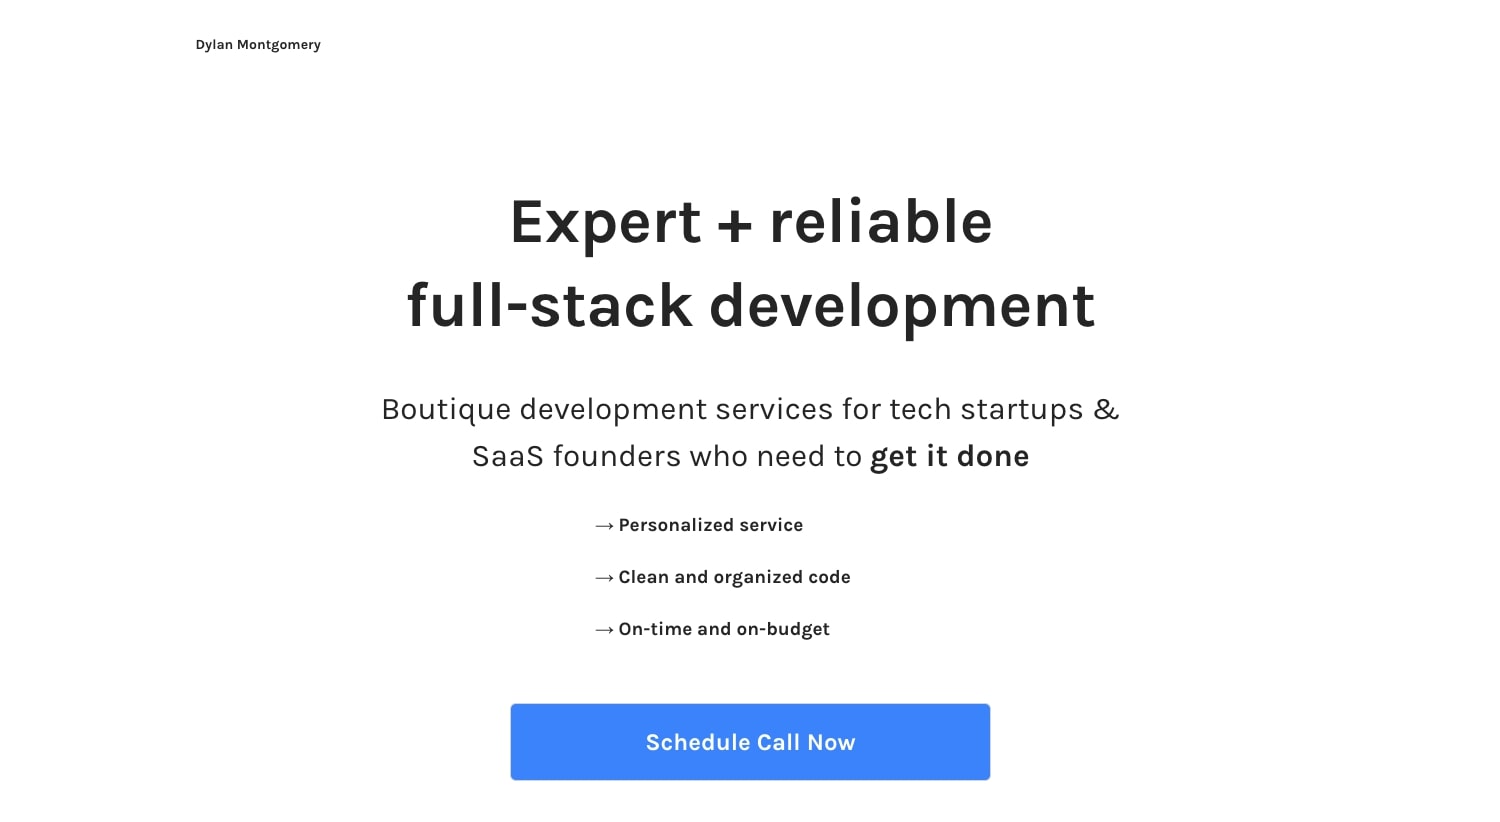 Dylan Montgomery
Expert + reliable
full-stack development
Boutique development services for tech startups &
SaaS founders who need to get it done
→ Personalized service
→ Clean and organized code
→ On-time and on-budget
Schedule Call Now